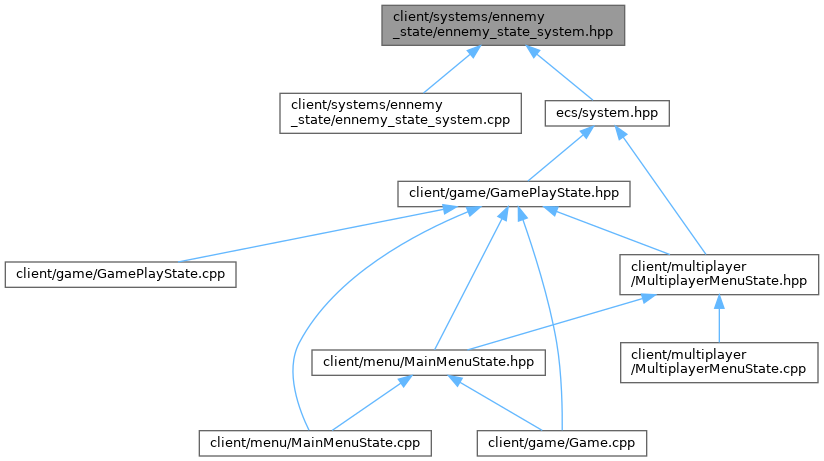 client/systems/ennemy
_state/ennemy_state_system.hpp
client/systems/ennemy
_state/ennemy_state_system.cpp
ecs/system.hpp
client/game/GamePlayState.hpp
client/game/GamePlayState.cpp
client/multiplayer
/MultiplayerMenuState.hpp
client/menu/MainMenuState.hpp
client/multiplayer
/MultiplayerMenuState.cpp
client/menu/MainMenuState.cpp
client/game/Game.cpp